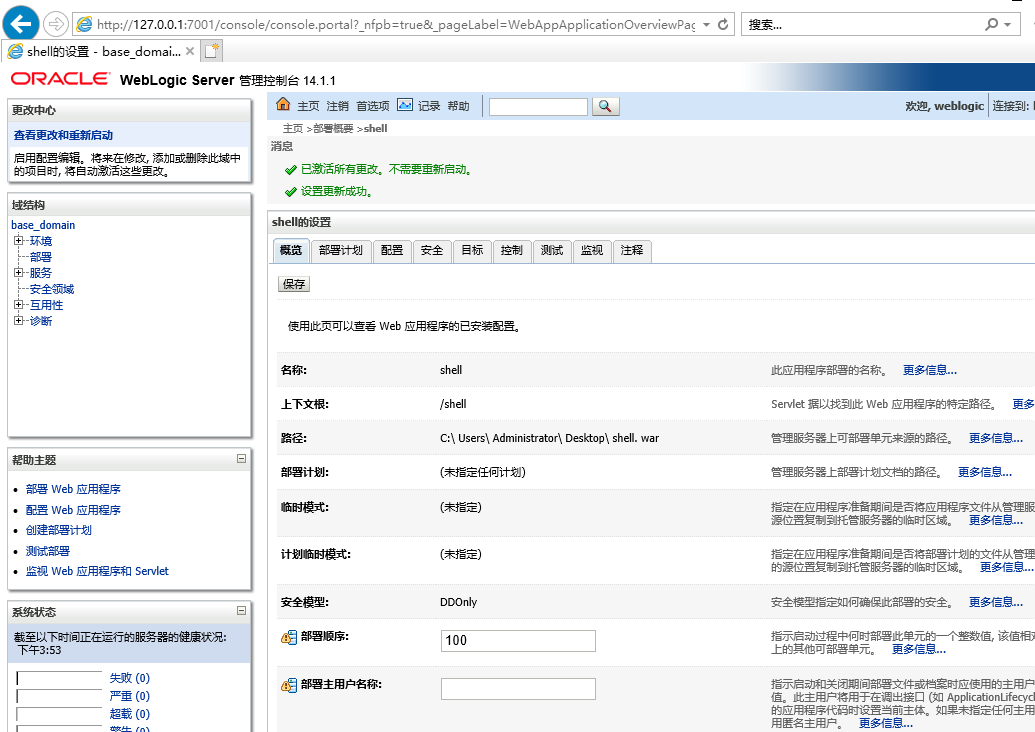 http://127.0.0.1:7001/console/console.portal?_nfpb=true&_pageLabel=WebAppApplicationOverviewPag
搜索...
shell的设置 - base_domai...
ORACLE WebLogic Server 管理控制台 14.1.1
更改中心
查看更改和重新启动
启用配置编辑。将来在修改, 添加或删除此域中
的项目时, 将自动激活这些更改。
域结构
base_domain
环境
部署
服务
安全领域
互用性
诊断
帮助主题
部署 Web 应用程序
配置 Web 应用程序
创建部署计划
测试部署
监视 Web 应用程序和 Servlet
系统状态
截至以下时间正在运行的服务器的健康状况:
下午3:53
失败 (0)
严重 (0)
超载 (0)
警告 (0)
主页 注销 首选项 记录 帮助
欢迎, weblogic 连接到:
主页 >部署概要 >shell
消息
已激活所有更改。不需要重新启动。
设置更新成功。
shell的设置
概览 部署计划 配置 安全 目标 控制 测试 监视 注释
保存
使用此页可以查看 Web 应用程序的已安装配置。
名称: shell 此应用程序部署的名称。 更多信息...
上下文根: /shell Servlet 据以找到此 Web 应用程序的特定路径。 更多
路径: C:\ Users\ Administrator\ Desktop\ shell. war 管理服务器上可部署单元来源的路径。 更多信息...
部署计划: (未指定任何计划) 管理服务器上部署计划文档的路径。 更多信息...
临时模式: (未指定) 指定在应用程序准备期间是否将应用程序文件从管理服
源位置复制到托管服务器的临时区域。 更多信息...
计划临时模式: (未指定) 指定在应用程序准备期间是否将部署计划的文件从管理
的源位置复制到托管服务器的临时区域。 更多信息...
安全模型: DDOnly 安全模型指定如何确保此部署的安全。 更多信息...
部署顺序: 100 指示启动过程中何时部署此单元的一个整数值, 该值相对
上的其他可部署单元。 更多信息...
部署主用户名称: 指示启动和关闭期间部署文件或档案时应使用的主用户
值。此主用户将用于在调出接口 (如 ApplicationLifecycl
的应用程序代码时设置当前主体。如果未指定任何主用
用匿名主用户。 更多信息...